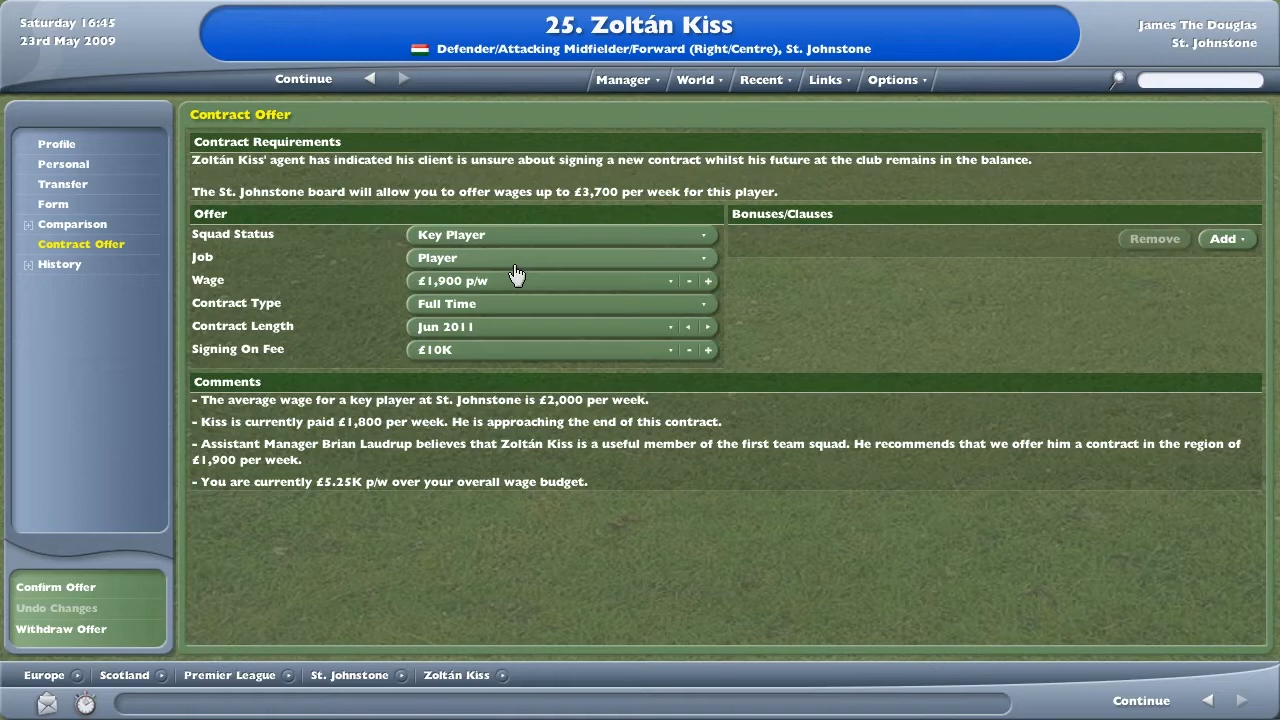 Saturday 16:45
23rd May 2009
25. Zoltán Kiss
Defender/Attacking Midfielder/Forward (Right/Centre), St. Johnstone
James The Douglas
St. Johnstone
Continue
Manager
World
Recent
Links
Options
Profile
Personal
Transfer
Form
Comparison
Contract Offer
History
Contract Offer
Contract Requirements
Zoltán Kiss' agent has indicated his client is unsure about signing a new contract whilst his future at the club remains in the balance.
The St. Johnstone board will allow you to offer wages up to £3,700 per week for this player.
Offer
Squad Status Key Player
Job Player
Wage £1,900 p/w - +
Contract Type Full Time
Contract Length Jun 2011
Signing On Fee £10K - +
Bonuses/Clauses
Remove Add
Comments
- The average wage for a key player at St. Johnstone is £2,000 per week.
- Kiss is currently paid £1,800 per week. He is approaching the end of this contract.
- Assistant Manager Brian Laudrup believes that Zoltán Kiss is a useful member of the first team squad. He recommends that we offer him a contract in the region of
£1,900 per week.
- You are currently £5.25K p/w over your overall wage budget.
Confirm Offer
Undo Changes
Withdraw Offer
Europe Scotland Premier League St. Johnstone Zoltán Kiss
Continue